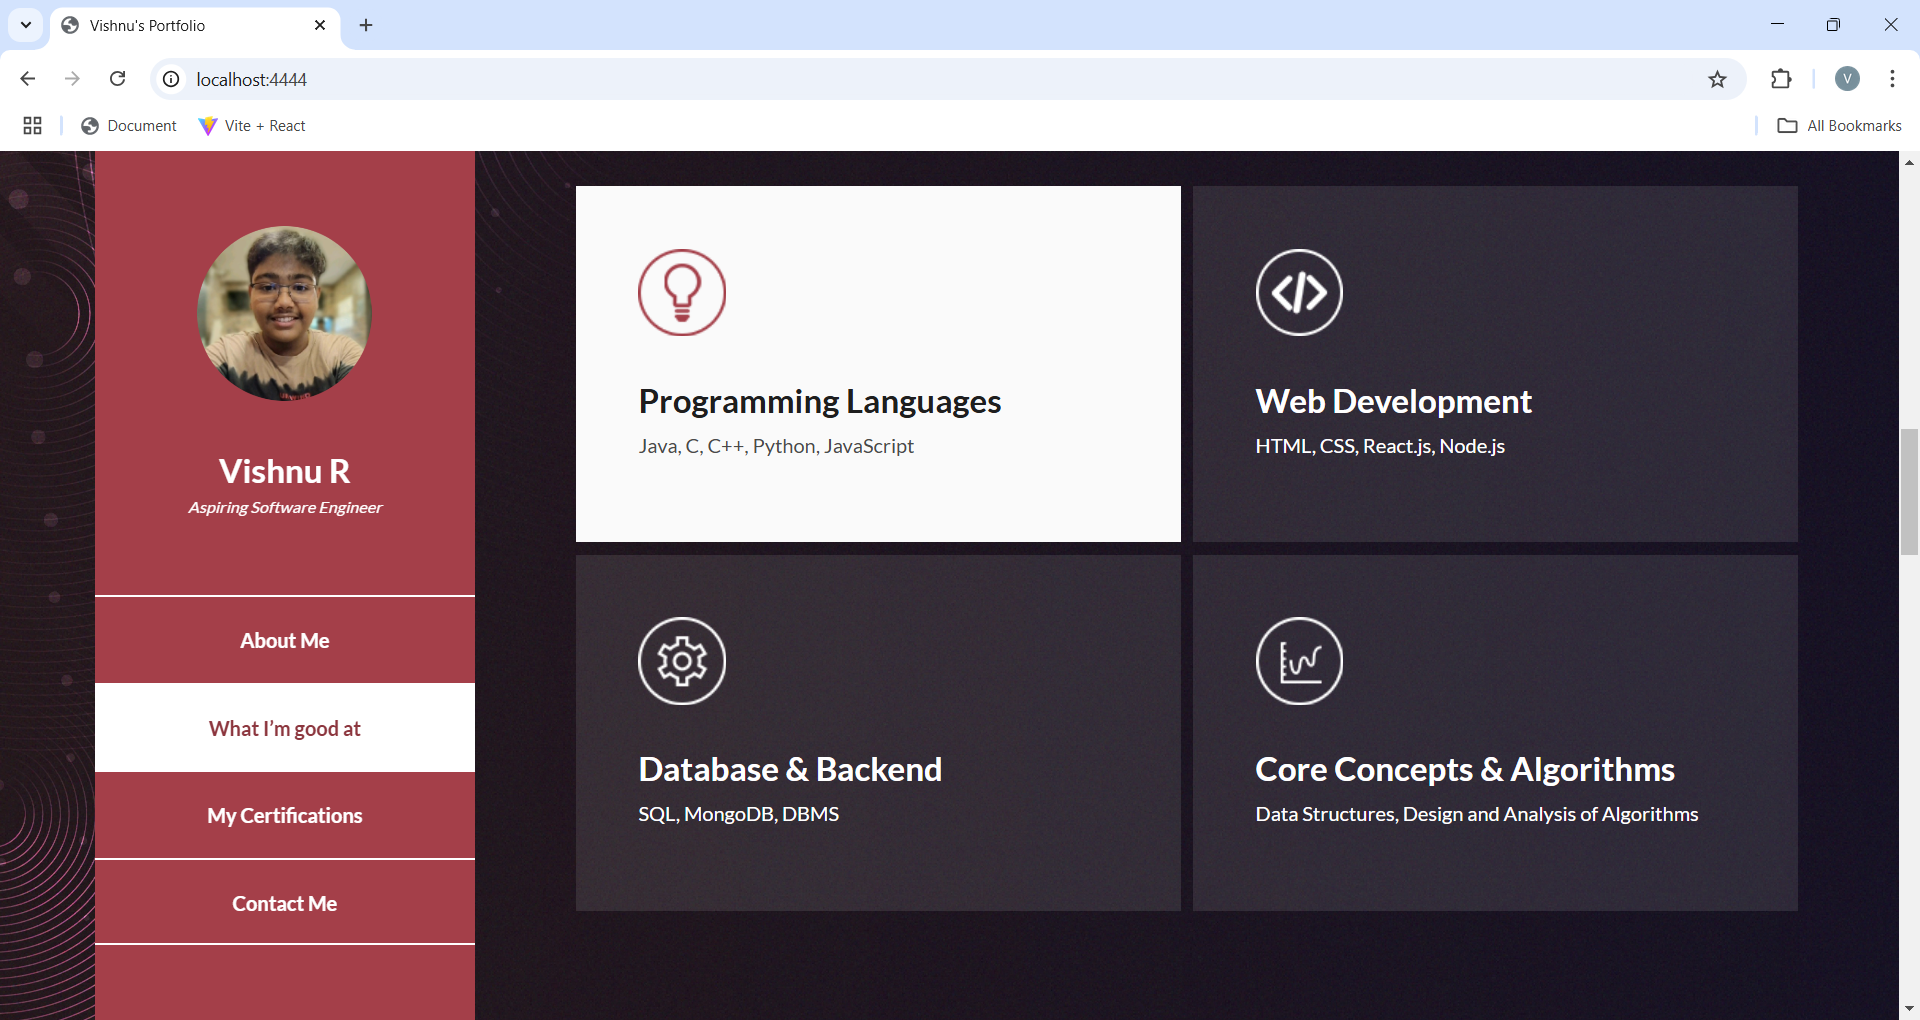 Vishnu's Portfolio
localhost:4444
V
Document
Vite + React
All Bookmarks
Vishnu R
Aspiring Software Engineer
About Me
What I’m good at
My Certifications
Contact Me
Programming Languages
Java, C, C++, Python, JavaScript
Web Development
HTML, CSS, React.js, Node.js
Database & Backend
SQL, MongoDB, DBMS
Core Concepts & Algorithms
Data Structures, Design and Analysis of Algorithms